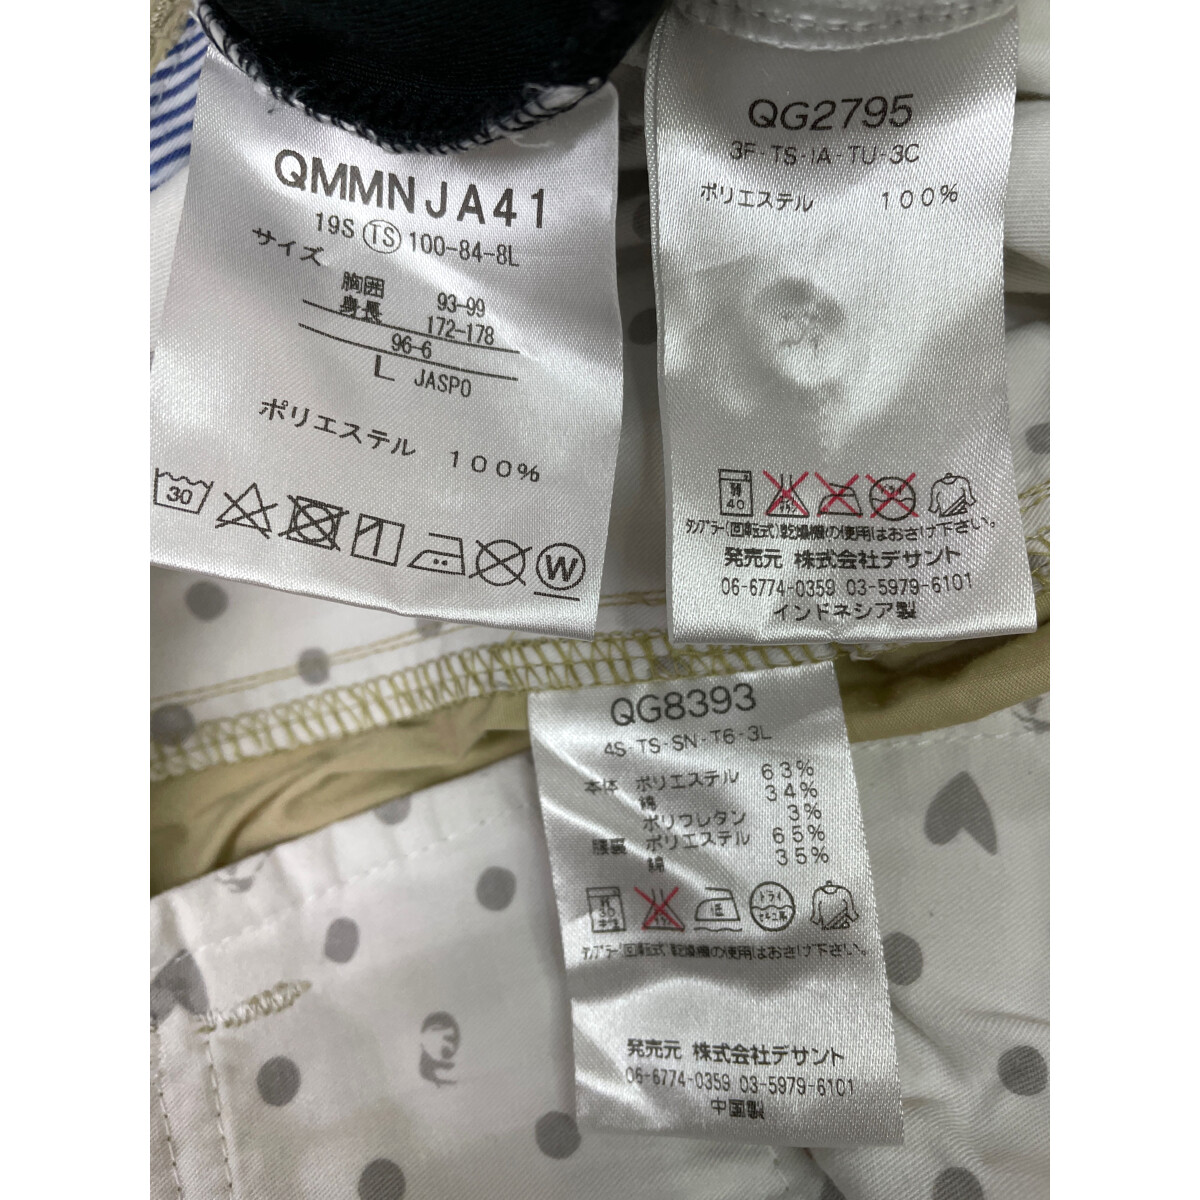 QMMNJA41
19S TS 100-84-8L
サイズ
胸囲 93-99
身長 172-178
96-6
L JASPO
ポリエステル 100%
30
W
QG2795
3F-TS-IA-TU-3C
ポリエステル 100%
弱 40
タンブラー(回転式)乾燥機の使用はおさけ下さい。
発売元 株式会社デサント
06-6774-0359 03-5979-6101
インドネシア製
QG8393
4S-TS-SN-T6-3L
本体 ポリエステル 63%
綿 34%
ポリウレタン 3%
腰裏 ポリエステル 65%
綿 35%
低
ドライ
タンブラー(回転式)乾燥機の使用はおさけ下さい。
発売元 株式会社デサント
06-6774-0359 03-5979-6101
中国製